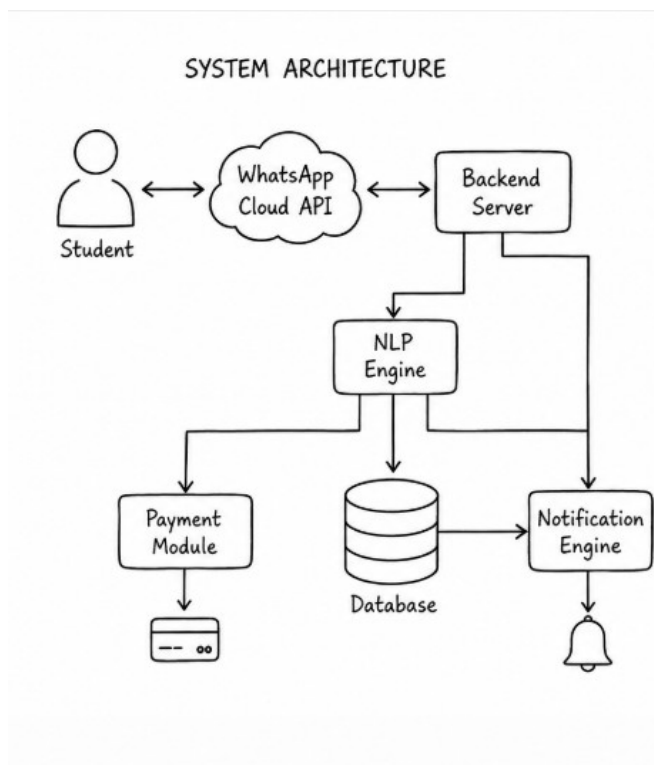 SYSTEM ARCHITECTURE
Student
WhatsApp
Cloud API
Backend
Server
NLP
Engine
Payment
Module
Database
Notification
Engine